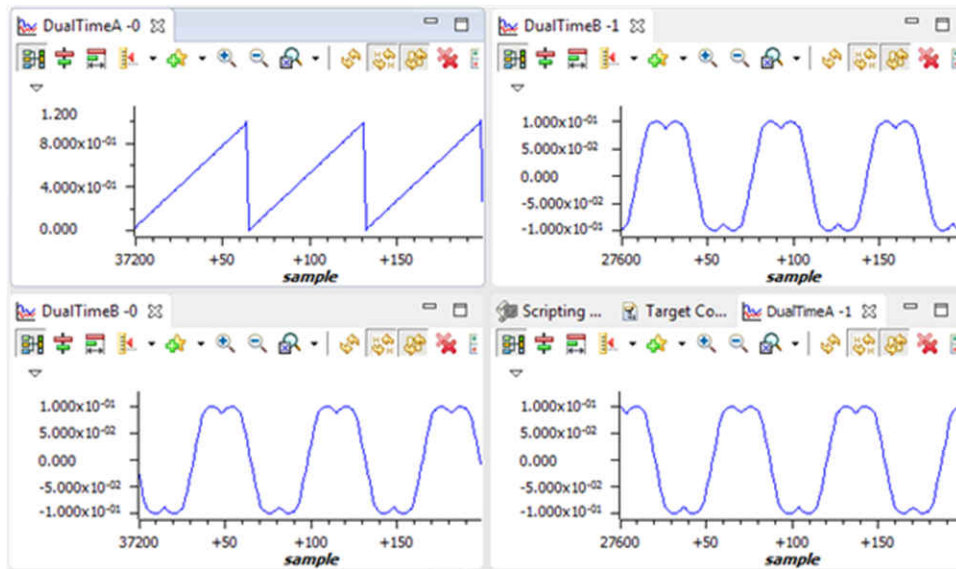 DualTimeA -0
1.200
8.000x10⁻⁰¹
4.000x10⁻⁰¹
0.000
37200 +50 +100 +150
sample
DualTimeB -1
1.000x10⁻⁰¹
5.000x10⁻⁰²
0.000
-5.000x10⁻⁰²
-1.000x10⁻⁰¹
27600 +50 +100 +150
sample
DualTimeB -0
1.000x10⁻⁰¹
5.000x10⁻⁰²
0.000
-5.000x10⁻⁰²
-1.000x10⁻⁰¹
37200 +50 +100 +150
sample
Scripting ... Target Co... DualTimeA -1
1.000x10⁻⁰¹
5.000x10⁻⁰²
0.000
-5.000x10⁻⁰²
-1.000x10⁻⁰¹
27600 +50 +100 +150
sample